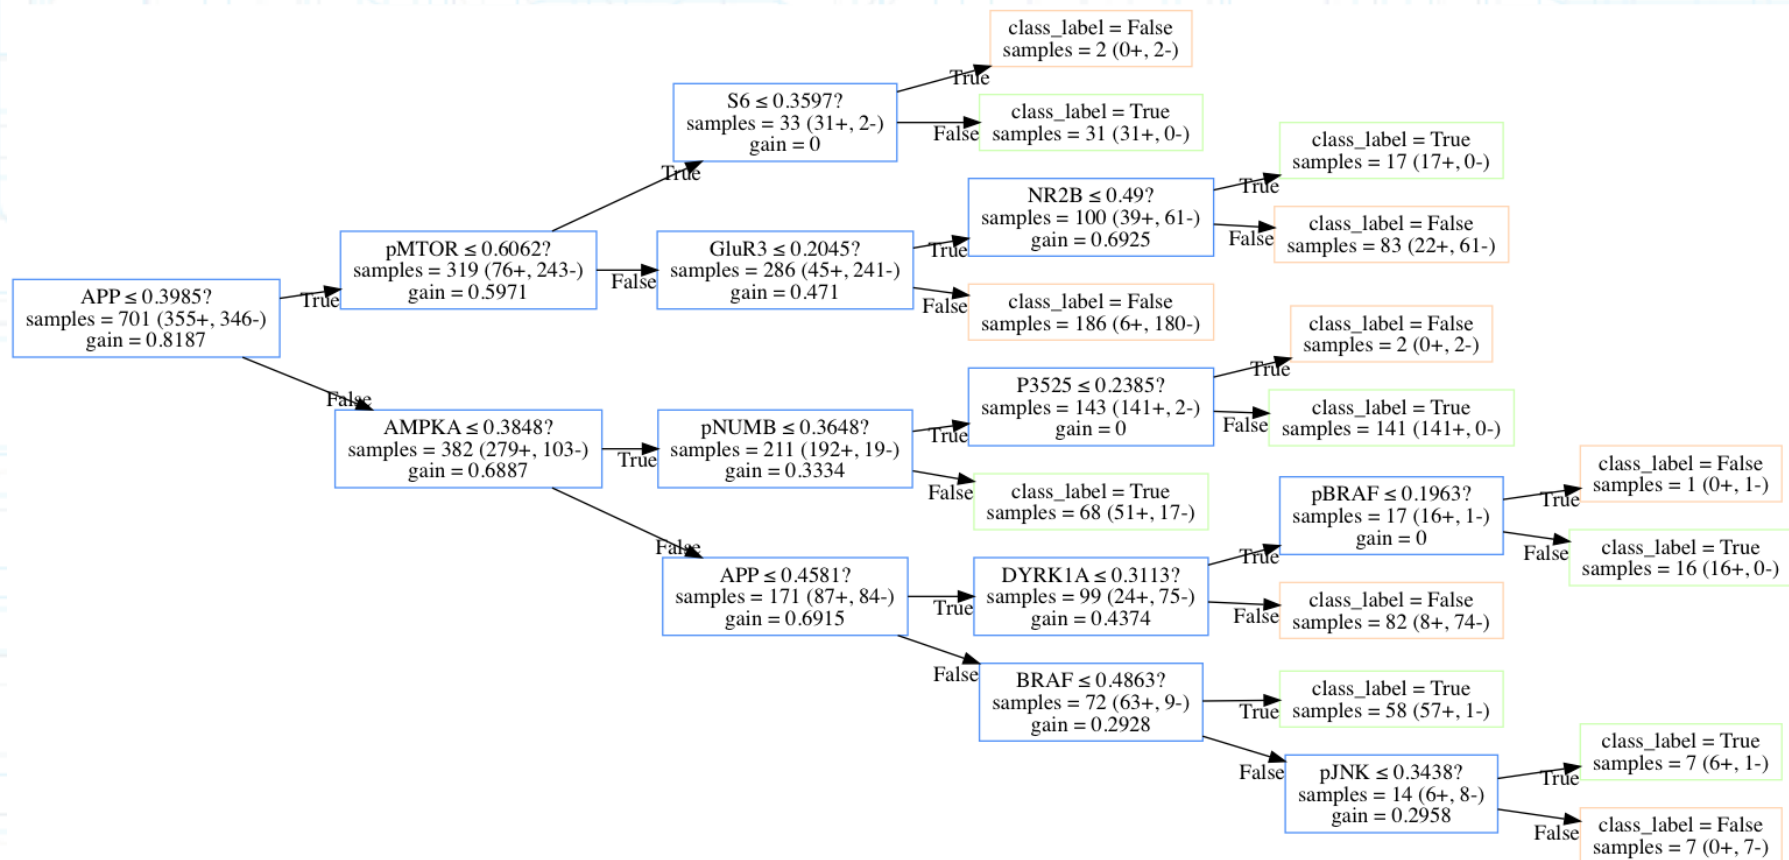 class_label = False
samples = 2 (0+, 2-)
True
S6 ≤ 0.3597?
samples = 33 (31+, 2-)
gain = 0
False
class_label = True
samples = 31 (31+, 0-)
True
pMTOR ≤ 0.6062?
samples = 319 (76+, 243-)
gain = 0.5971
False
GluR3 ≤ 0.2045?
samples = 286 (45+, 241-)
gain = 0.471
True
NR2B ≤ 0.49?
samples = 100 (39+, 61-)
gain = 0.6925
True
class_label = True
samples = 17 (17+, 0-)
False
class_label = False
samples = 83 (22+, 61-)
False
class_label = False
samples = 186 (6+, 180-)
APP ≤ 0.3985?
samples = 701 (355+, 346-)
gain = 0.8187
True
False
AMPKA ≤ 0.3848?
samples = 382 (279+, 103-)
gain = 0.6887
True
pNUMB ≤ 0.3648?
samples = 211 (192+, 19-)
gain = 0.3334
True
P3525 ≤ 0.2385?
samples = 143 (141+, 2-)
gain = 0
True
class_label = False
samples = 2 (0+, 2-)
False
class_label = True
samples = 141 (141+, 0-)
False
class_label = True
samples = 68 (51+, 17-)
False
APP ≤ 0.4581?
samples = 171 (87+, 84-)
gain = 0.6915
True
DYRK1A ≤ 0.3113?
samples = 99 (24+, 75-)
gain = 0.4374
True
pBRAF ≤ 0.1963?
samples = 17 (16+, 1-)
gain = 0
True
class_label = False
samples = 1 (0+, 1-)
False
class_label = True
samples = 16 (16+, 0-)
False
class_label = False
samples = 82 (8+, 74-)
False
BRAF ≤ 0.4863?
samples = 72 (63+, 9-)
gain = 0.2928
True
class_label = True
samples = 58 (57+, 1-)
False
pJNK ≤ 0.3438?
samples = 14 (6+, 8-)
gain = 0.2958
True
class_label = True
samples = 7 (6+, 1-)
False
class_label = False
samples = 7 (0+, 7-)